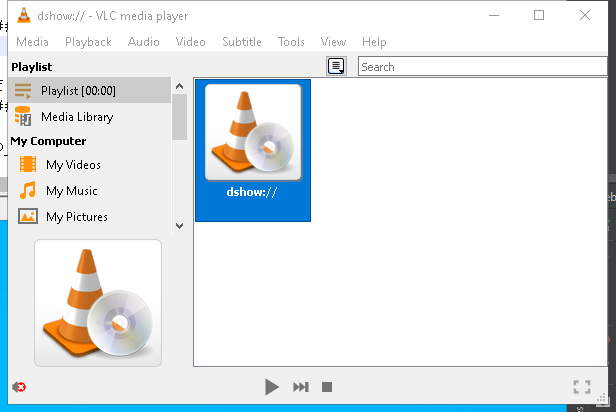 dshow:// - VLC media player
Media Playback Audio Video Subtitle Tools View Help
Playlist
Search
Playlist [00:00]
Media Library
My Computer
My Videos
My Music
My Pictures
dshow://